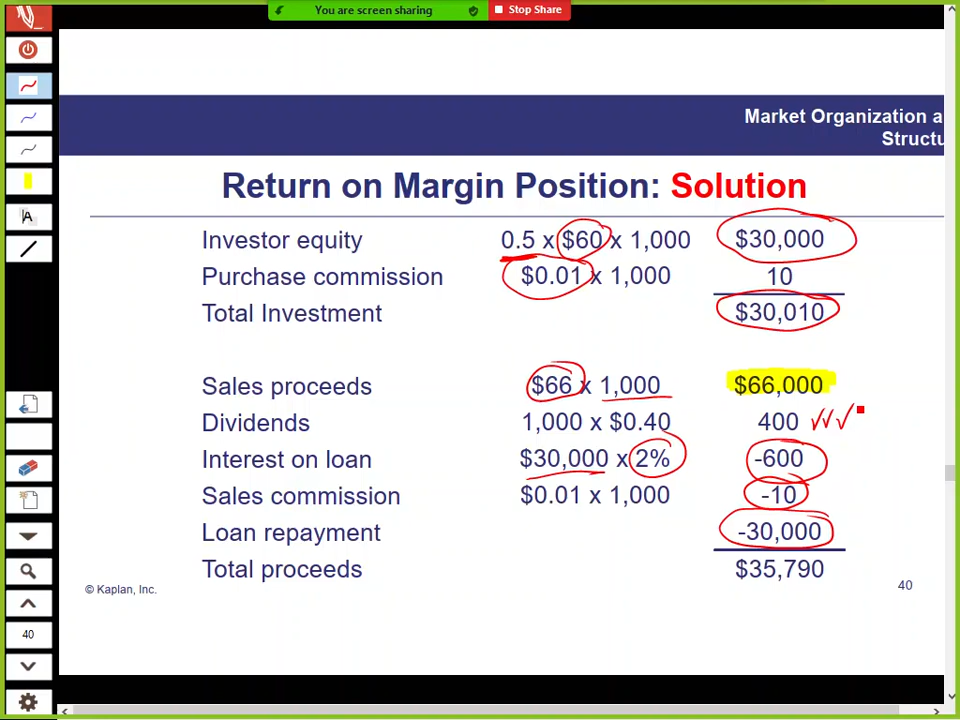 You are screen sharing Stop Share
Market Organization a
Structu
Return on Margin Position: Solution
Investor equity 0.5 x $60 x 1,000 $30,000
Purchase commission $0.01 x 1,000 10
Total Investment $30,010
Sales proceeds $66 x 1,000 $66,000
Dividends 1,000 x $0.40 400
Interest on loan $30,000 x 2% -600
Sales commission $0.01 x 1,000 -10
Loan repayment -30,000
Total proceeds $35,790
© Kaplan, Inc. 40
A
40